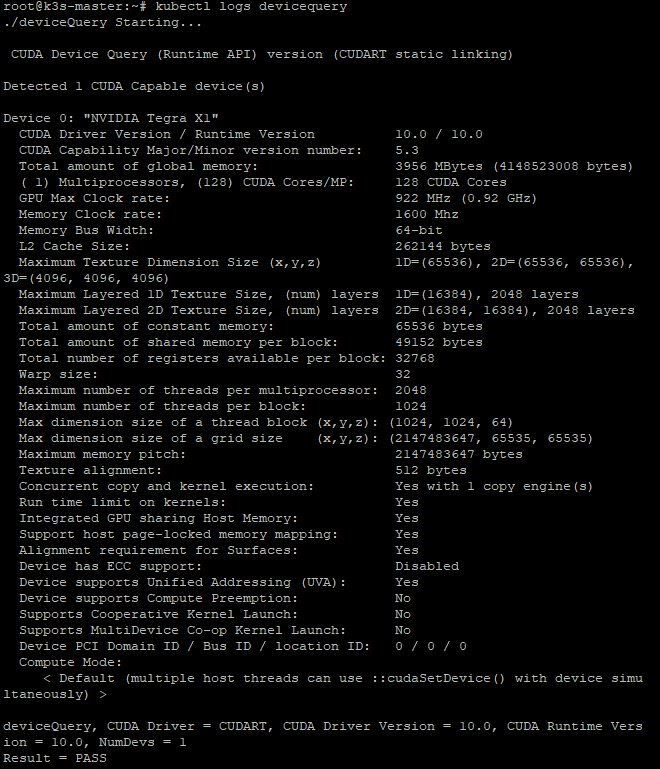 root@k3s-master:~# kubectl logs devicequery
./deviceQuery Starting...
CUDA Device Query (Runtime API) version (CUDART static linking)
Detected 1 CUDA Capable device(s)
Device 0: "NVIDIA Tegra X1"
CUDA Driver Version / Runtime Version 10.0 / 10.0
CUDA Capability Major/Minor version number: 5.3
Total amount of global memory: 3956 MBytes (4148523008 bytes)
( 1) Multiprocessors, (128) CUDA Cores/MP: 128 CUDA Cores
GPU Max Clock rate: 922 MHz (0.92 GHz)
Memory Clock rate: 1600 Mhz
Memory Bus Width: 64-bit
L2 Cache Size: 262144 bytes
Maximum Texture Dimension Size (x,y,z) 1D=(65536), 2D=(65536, 65536),
3D=(4096, 4096, 4096)
Maximum Layered 1D Texture Size, (num) layers 1D=(16384), 2048 layers
Maximum Layered 2D Texture Size, (num) layers 2D=(16384, 16384), 2048 layers
Total amount of constant memory: 65536 bytes
Total amount of shared memory per block: 49152 bytes
Total number of registers available per block: 32768
Warp size: 32
Maximum number of threads per multiprocessor: 2048
Maximum number of threads per block: 1024
Max dimension size of a thread block (x,y,z): (1024, 1024, 64)
Max dimension size of a grid size (x,y,z): (2147483647, 65535, 65535)
Maximum memory pitch: 2147483647 bytes
Texture alignment: 512 bytes
Concurrent copy and kernel execution: Yes with 1 copy engine(s)
Run time limit on kernels: Yes
Integrated GPU sharing Host Memory: Yes
Support host page-locked memory mapping: Yes
Alignment requirement for Surfaces: Yes
Device has ECC support: Disabled
Device supports Unified Addressing (UVA): Yes
Device supports Compute Preemption: No
Supports Cooperative Kernel Launch: No
Supports MultiDevice Co-op Kernel Launch: No
Device PCI Domain ID / Bus ID / location ID: 0 / 0 / 0
Compute Mode:
< Default (multiple host threads can use ::cudaSetDevice() with device simu
ltaneously) >
deviceQuery, CUDA Driver = CUDART, CUDA Driver Version = 10.0, CUDA Runtime Vers
ion = 10.0, NumDevs = 1
Result = PASS